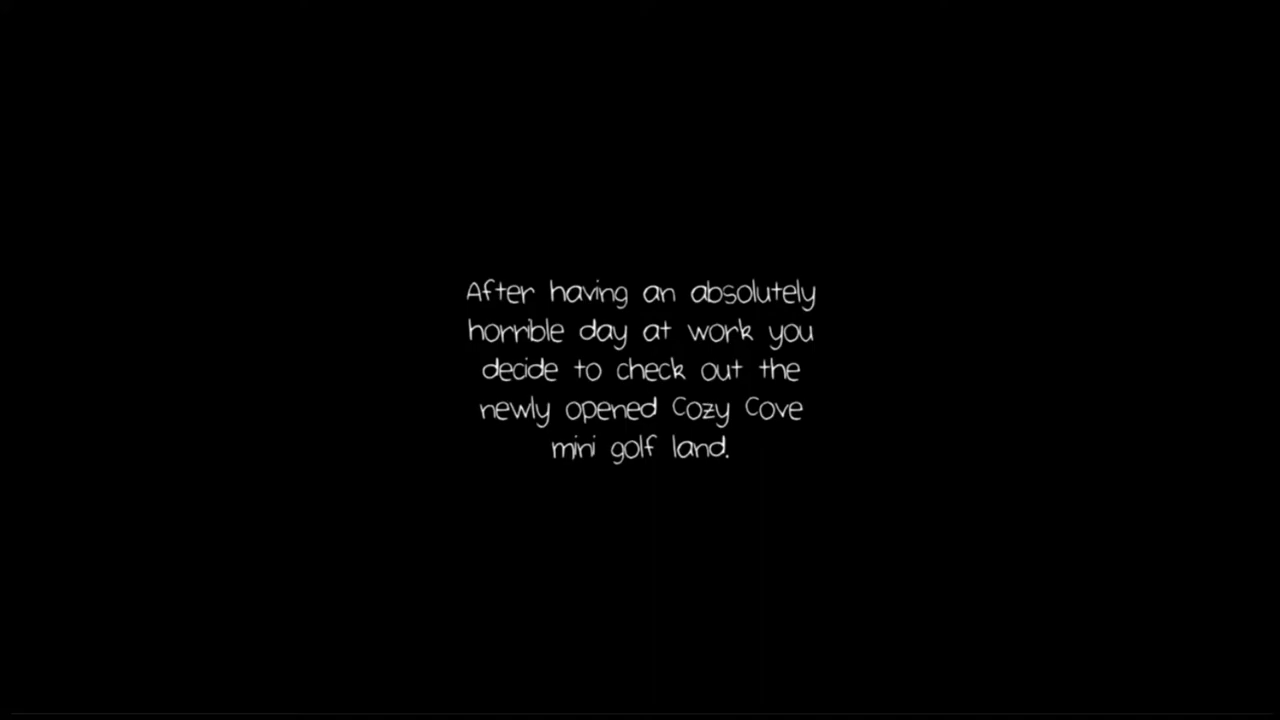 After having an absolutely
horrible day at work you
decide to check out the
newly opened Cozy Cove
mini golf land.